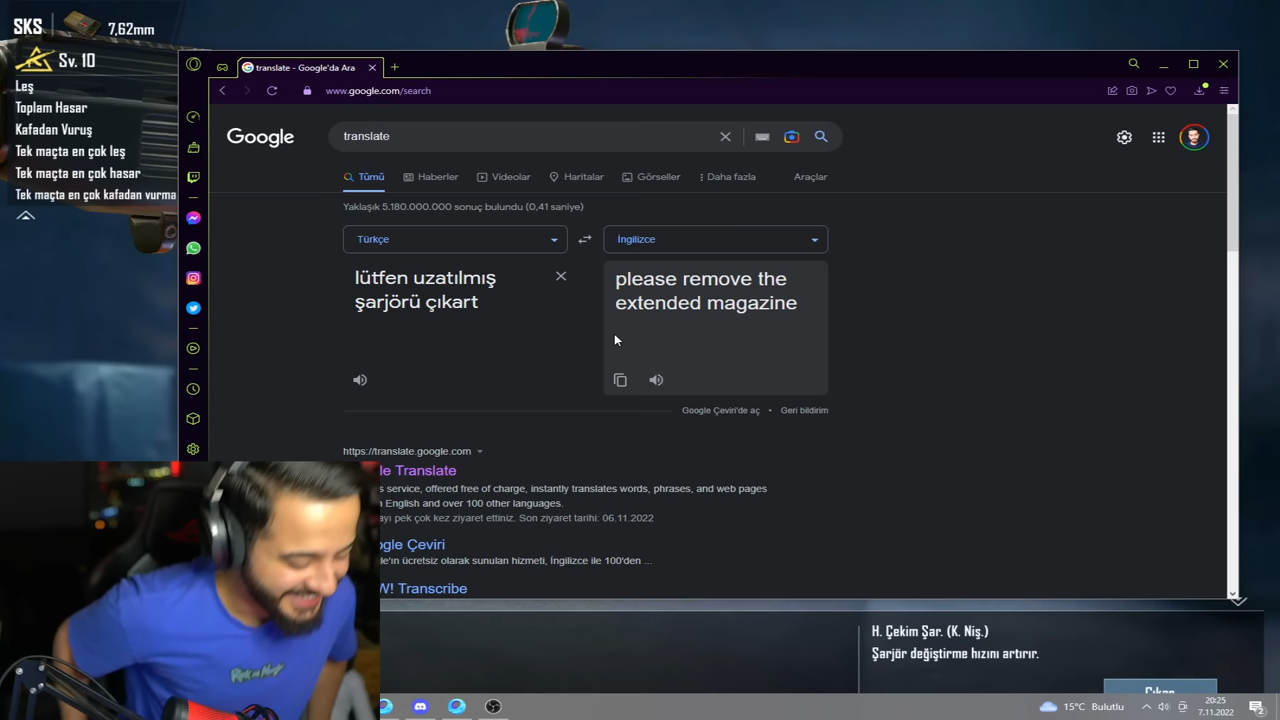 SKS
7,62mm
Sv. 10
Leş
Toplam Hasar
Kafadan Vuruş
Tek maçta en çok leş
Tek maçta en çok hasar
Tek maçta en çok kafadan vurma
translate - Google'da Ara
www.google.com/search
Google
translate
Tümü
Haberler
Videolar
Haritalar
Görseller
Daha fazla
Araçlar
Yaklaşık 5.180.000.000 sonuç bulundu (0,41 saniye)
Türkçe
İngilizce
lütfen uzatılmış
şarjörü çıkart
please remove the
extended magazine
Google Çeviri'de aç • Geri bildirim
https://translate.google.com
le Translate
s service, offered free of charge, instantly translates words, phrases, and web pages
n English and over 100 other languages.
ayı pek çok kez ziyaret ettiniz. Son ziyaret tarihi: 06.11.2022
ogle Çeviri
le'ın ücretsiz olarak sunulan hizmeti, İngilizce ile 100'den ...
W! Transcribe
H. Çekim Şar. (K. Niş.)
Şarjör değiştirme hızını artırır.
Çıkar
15°C Bulutlu
20:25
7.11.2022
2